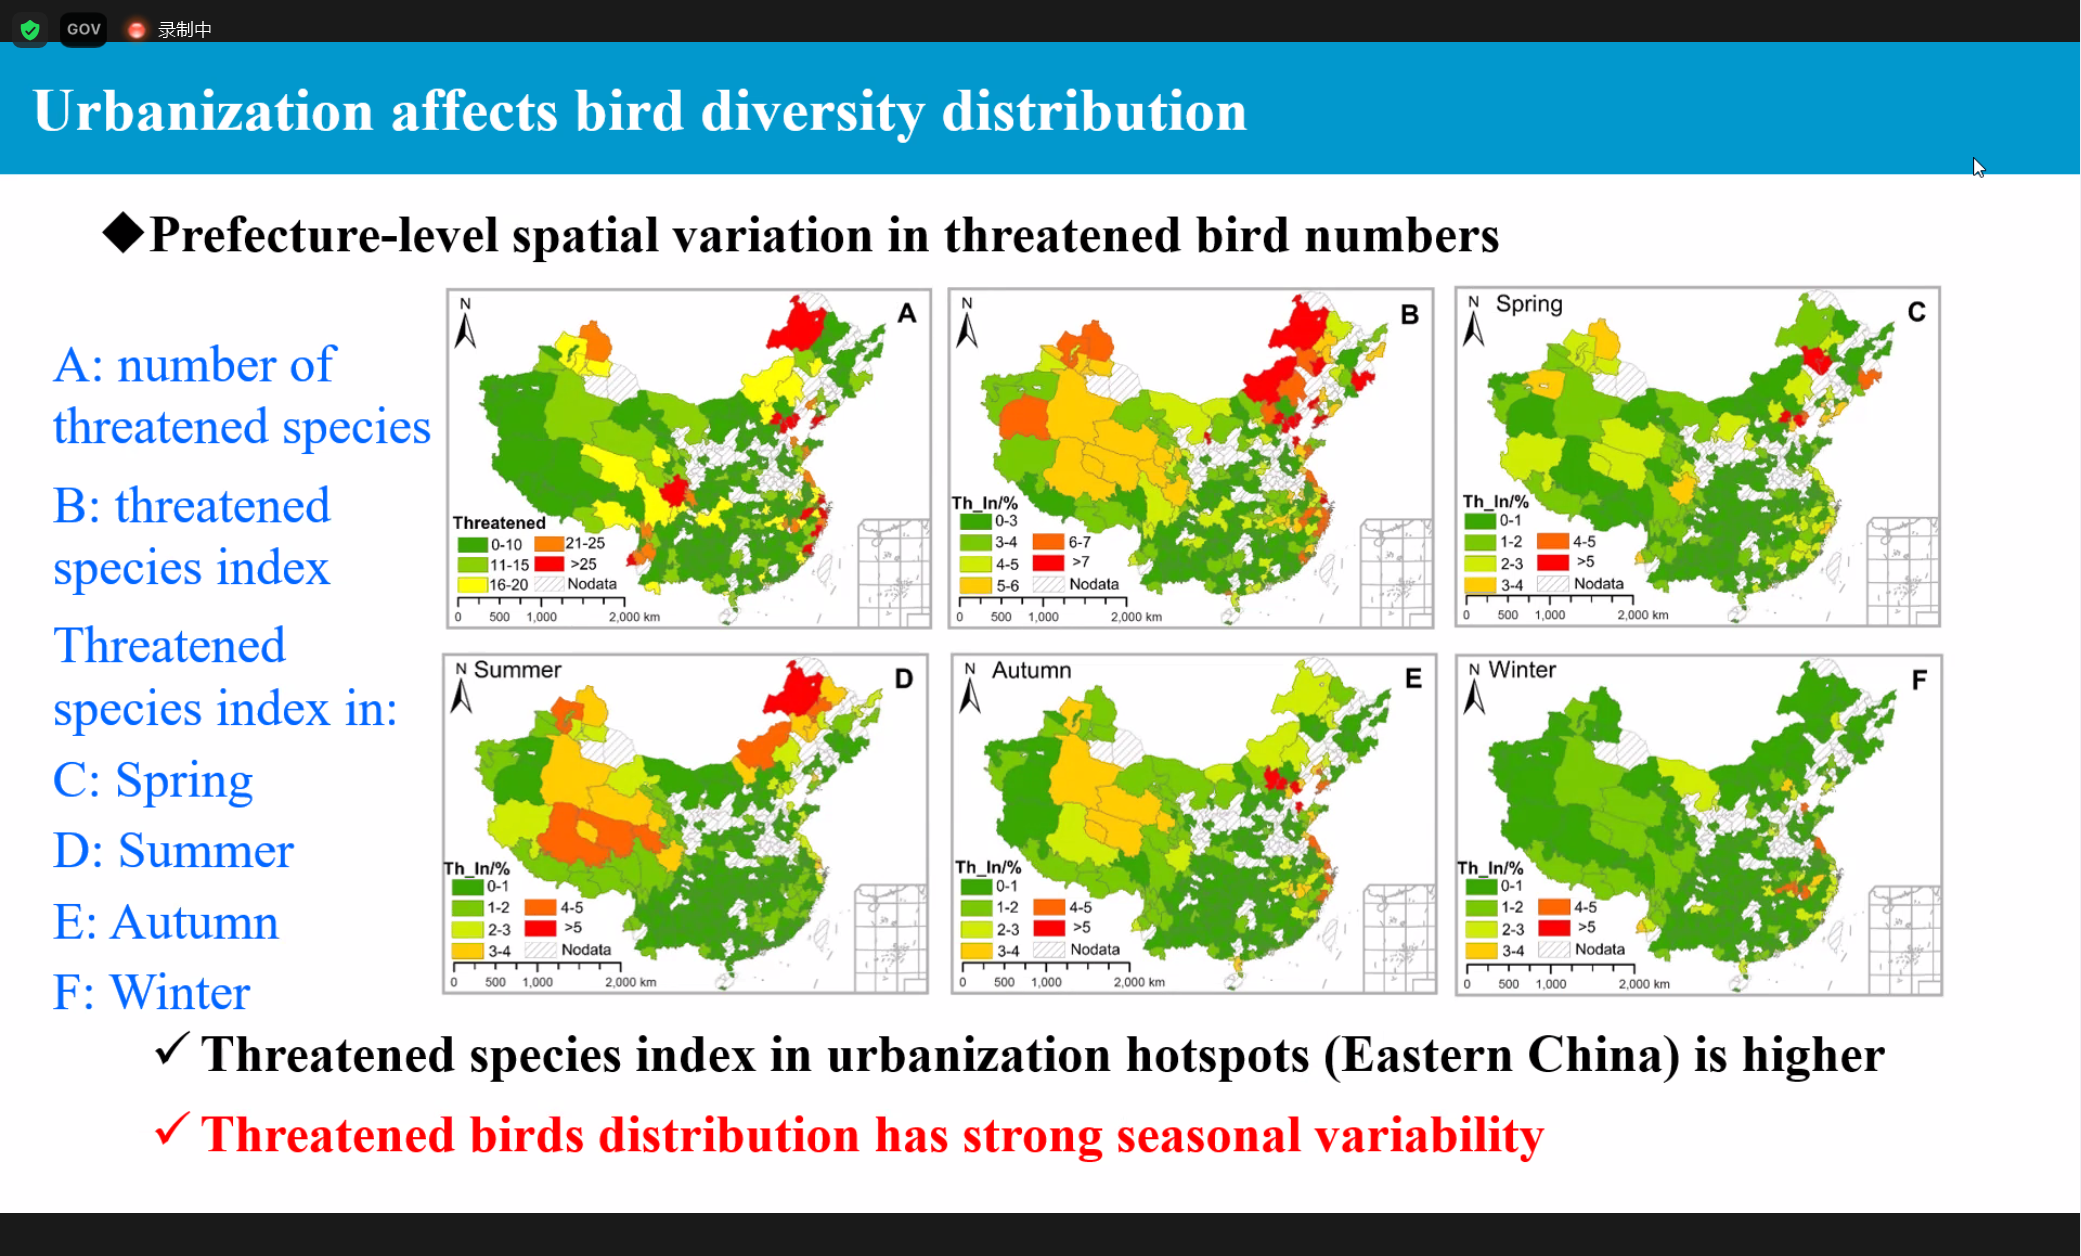 GOV 录制中
Urbanization affects bird diversity distribution
◆Prefecture-level spatial variation in threatened bird numbers
A: number of
threatened species
B: threatened
species index
Threatened
species index in:
C: Spring
D: Summer
E: Autumn
F: Winter
N
A
Threatened
0-10
11-15
16-20
21-25
>25
Nodata
0 500 1,000 2,000 km
N
B
Th_In/%
0-3
3-4
4-5
5-6
6-7
>7
Nodata
0 500 1,000 2,000 km
N Spring
C
Th_In/%
0-1
1-2
2-3
3-4
4-5
>5
Nodata
0 500 1,000 2,000 km
N Summer
D
Th_In/%
0-1
1-2
2-3
3-4
4-5
>5
Nodata
0 500 1,000 2,000 km
N Autumn
E
Th_In/%
0-1
1-2
2-3
3-4
4-5
>5
Nodata
0 500 1,000 2,000 km
N Winter
F
Th_In/%
0-1
1-2
2-3
3-4
4-5
>5
Nodata
0 500 1,000 2,000 km
✓ Threatened species index in urbanization hotspots (Eastern China) is higher
✓ Threatened birds distribution has strong seasonal variability